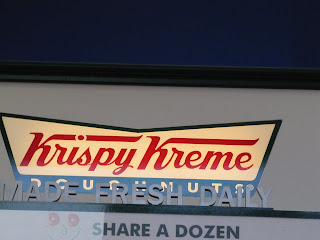 Krispy Kreme
DOUGHNUTS
MADE FRESH DAILY
SHARE A DOZEN